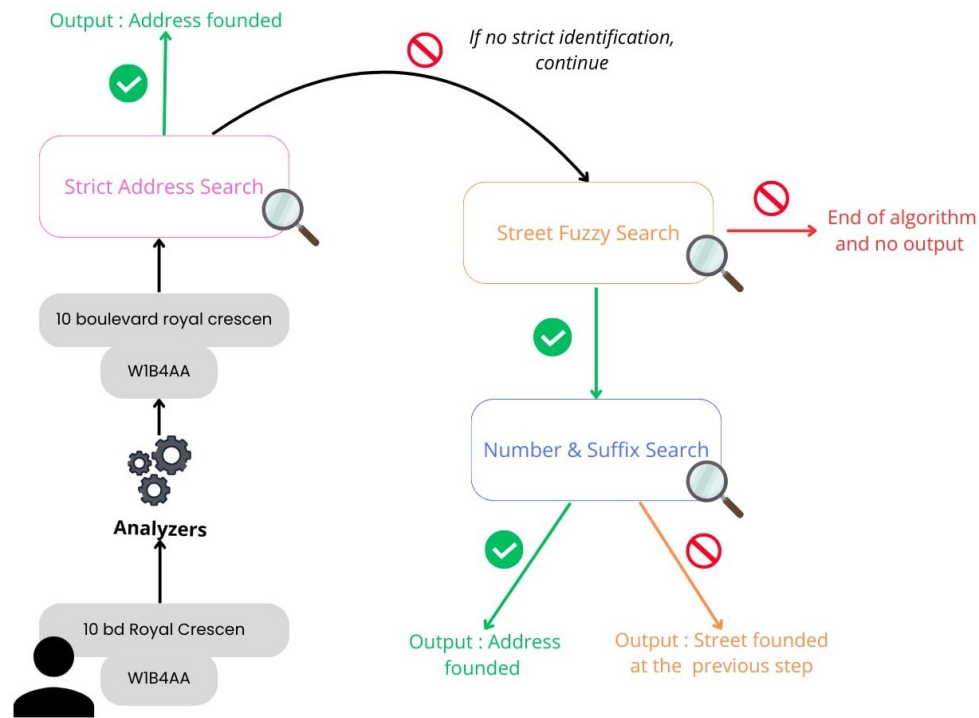 Output : Address founded
If no strict identification,
continue
Strict Address Search
Street Fuzzy Search
End of algorithm
and no output
10 boulevard royal crescen
W1B4AA
Number & Suffix Search
Analyzers
10 bd Royal Crescen
W1B4AA
Output : Address
founded
Output : Street founded
at the previous step